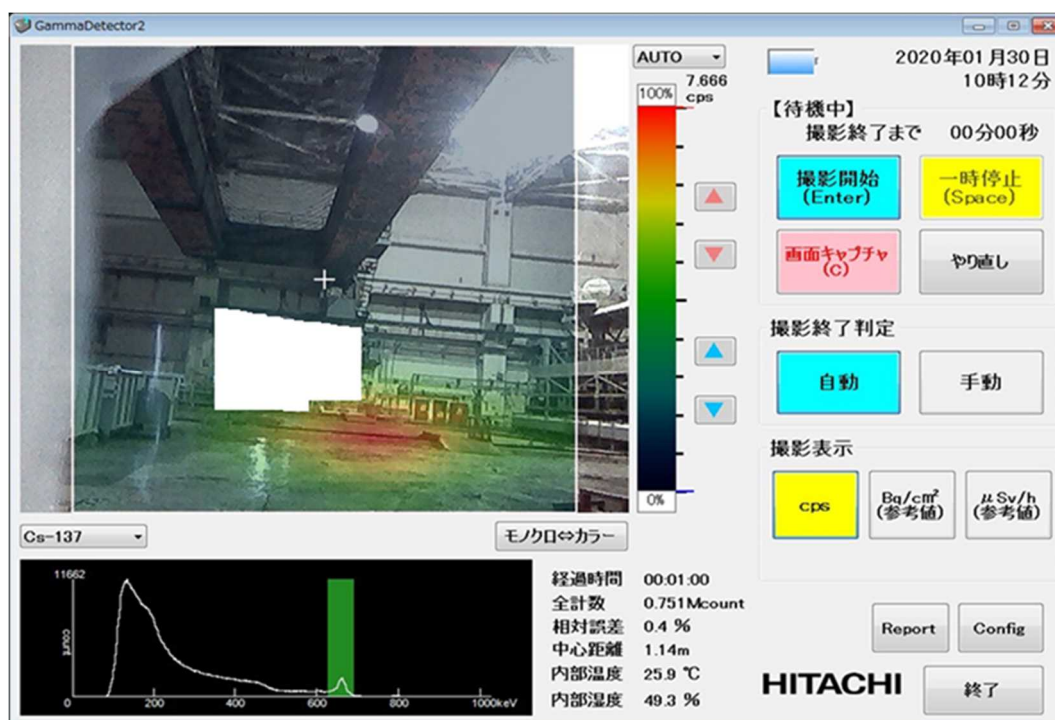 GammaDetector2
AUTO
7.666
cps
100%
0%
2020年01月30日
10時12分
【待機中】
撮影終了まで 00分00秒
撮影開始
(Enter)
一時停止
(Space)
画面キャプチャ
(C)
やり直し
撮影終了判定
自動
手動
撮影表示
cps
Bq/cm²
(参考値)
μSv/h
(参考値)
Cs-137
モノクロ⇔カラー
11662
count
0 200 400 600 800 1000keV
経過時間 00:01:00
全計数 0.751Mcount
相対誤差 0.4 %
中心距離 1.14m
内部温度 25.9 ℃
内部湿度 49.3 %
Report
Config
HITACHI
終了